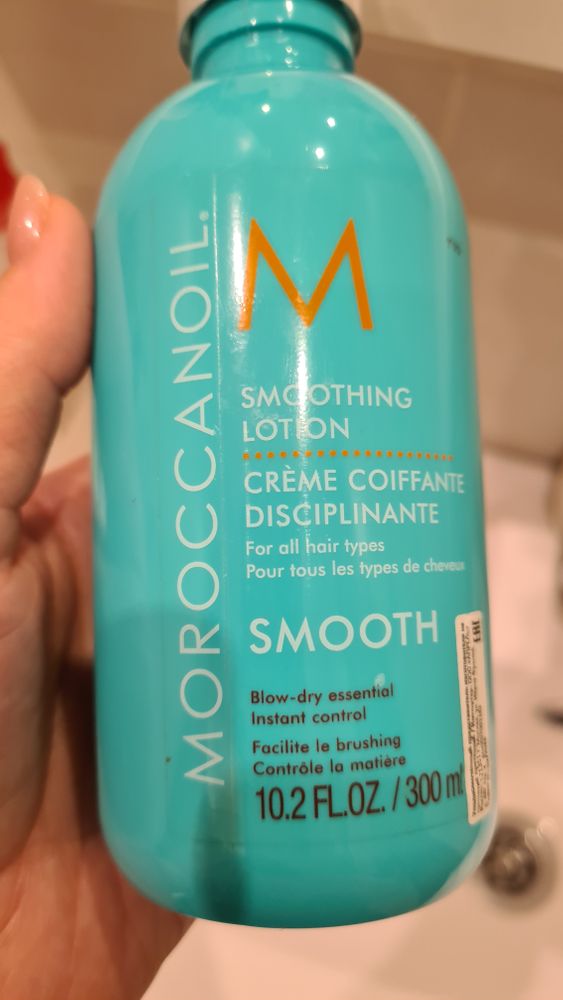 MOROCCANOIL.
M
SMOOTHING
LOTION
CRÈME COIFFANTE
DISCIPLINANTE
For all hair types
Pour tous les types de cheveux
SMOOTH
Blow-dry essential
Instant control
Facilite le brushing
Contrôle la matière
10.2 FL.OZ. / 300 ml
EAC